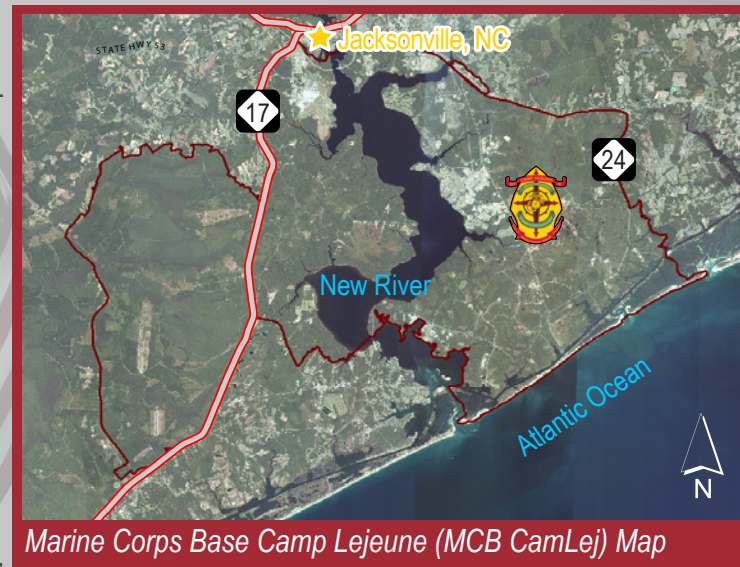 STATE HWY 53
Jacksonville, NC
17
24
New River
Atlantic Ocean
N
Marine Corps Base Camp Lejeune (MCB CamLej) Map